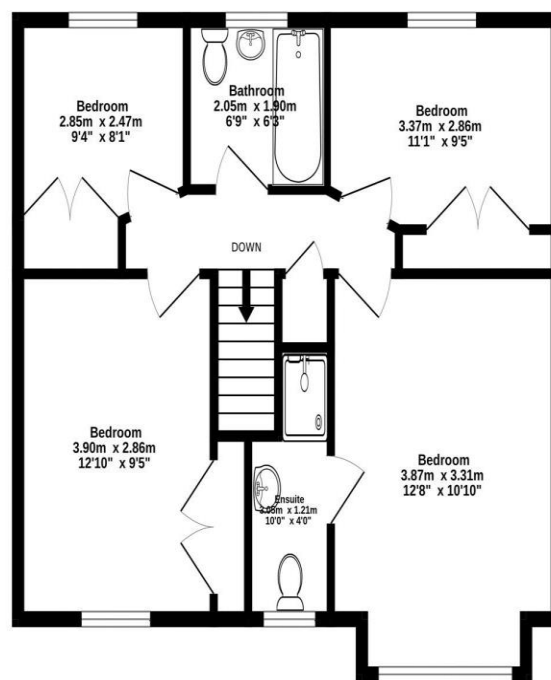 Bedroom
2.85m x 2.47m
9'4" x 8'1"
Bathroom
2.05m x 1.90m
6'9" x 6'3"
Bedroom
3.37m x 2.86m
11'1" x 9'5"
DOWN
Bedroom
3.90m x 2.86m
12'10" x 9'5"
Ensuite
x 1.21m
10'0" x 4'0"
Bedroom
3.87m x 3.31m
12'8" x 10'10"